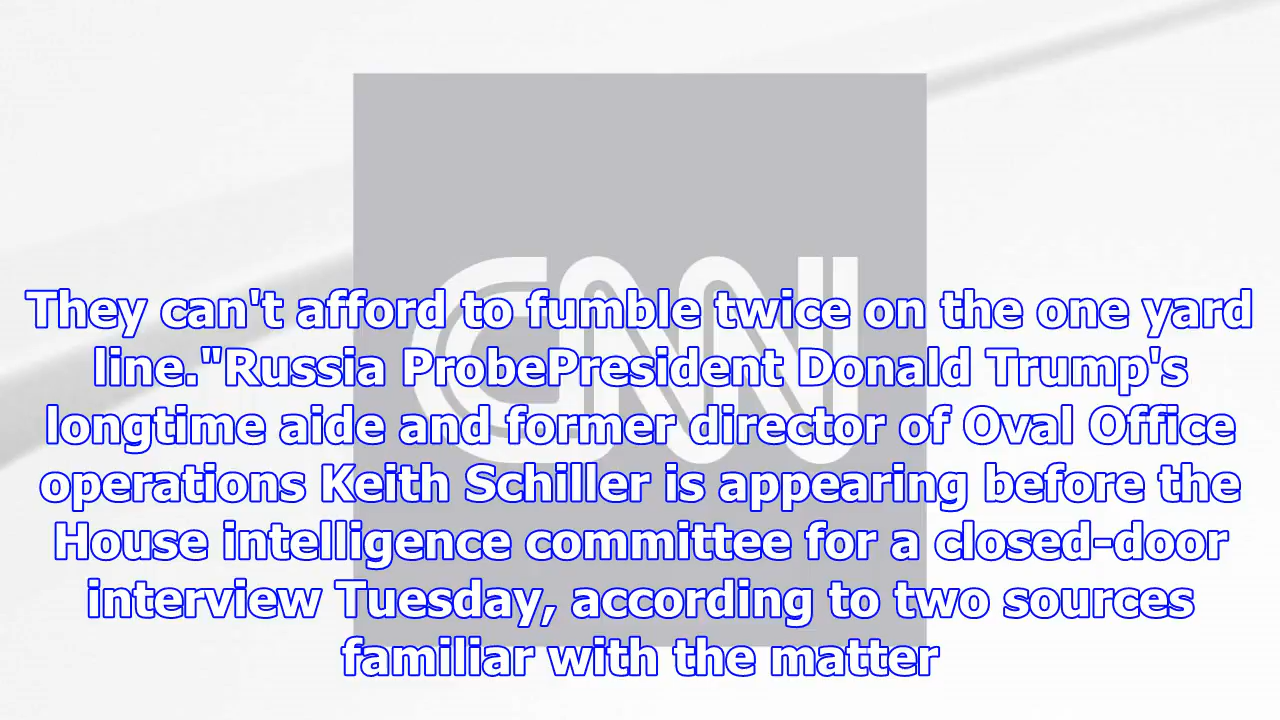 CNN
They can't afford to fumble twice on the one yard
line."Russia ProbePresident Donald Trump's
longtime aide and former director of Oval Office
operations Keith Schiller is appearing before the
House intelligence committee for a closed-door
interview Tuesday, according to two sources
familiar with the matter